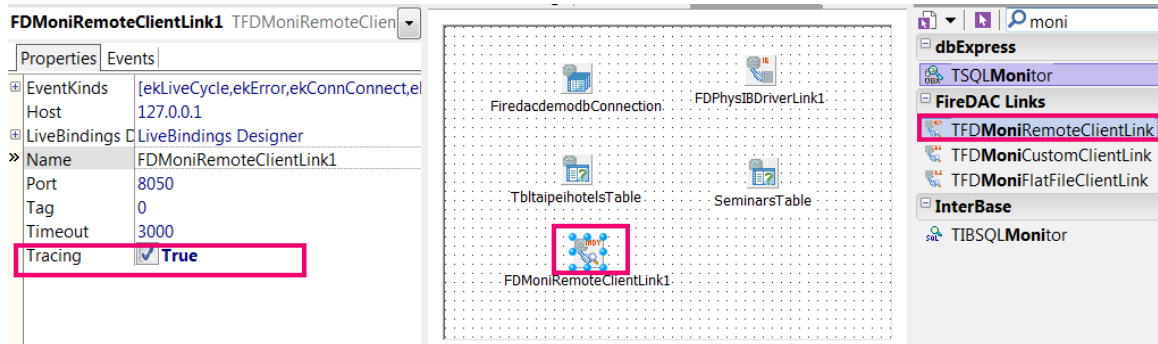 FDMoniRemoteClientLink1 TFDMoniRemoteClien
Properties Events
EventKinds [ekLiveCycle,ekError,ekConnConnect,e
Host 127.0.0.1
LiveBindings D LiveBindings Designer
Name FDMoniRemoteClientLink1
Port 8050
Tag 0
Timeout 3000
Tracing True
FiredacdemodbConnection
IB
FDPhysIBDriverLink1
TbltaipeihotelsTable
SeminarsTable
INDY
FDMoniRemoteClientLink1
moni
dbExpress
TSQLMonitor
FireDAC Links
TFDMoniRemoteClientLink
TFDMoniCustomClientLink
TFDMoniFlatFileClientLink
InterBase
TIBSQLMonitor